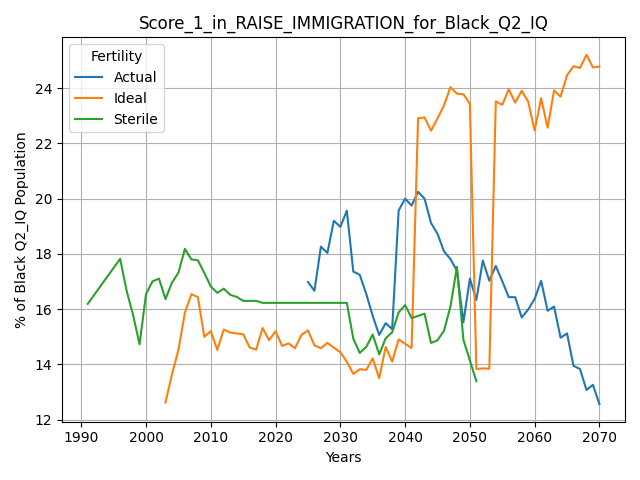 Score_1_in_RAISE_IMMIGRATION_for_Black_Q2_IQ
Fertility
Actual
Ideal
Sterile
% of Black Q2_IQ Population
24
22
20
18
16
14
12
1990 2000 2010 2020 2030 2040 2050 2060 2070
Years